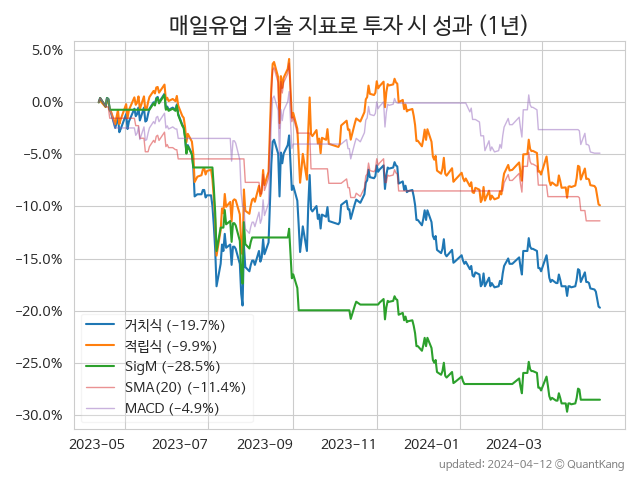 매일유업 기술 지표로 투자 시 성과 (1년)
5.0%
0.0%
−5.0%
−10.0%
−15.0%
−20.0%
−25.0%
−30.0%
거치식 (−19.7%)
적립식 (−9.9%)
SigM (−28.5%)
SMA(20) (−11.4%)
MACD (−4.9%)
2023-05 2023-07 2023-09 2023-11 2024-01 2024-03
updated: 2024-04-12 ⓒ QuantKang